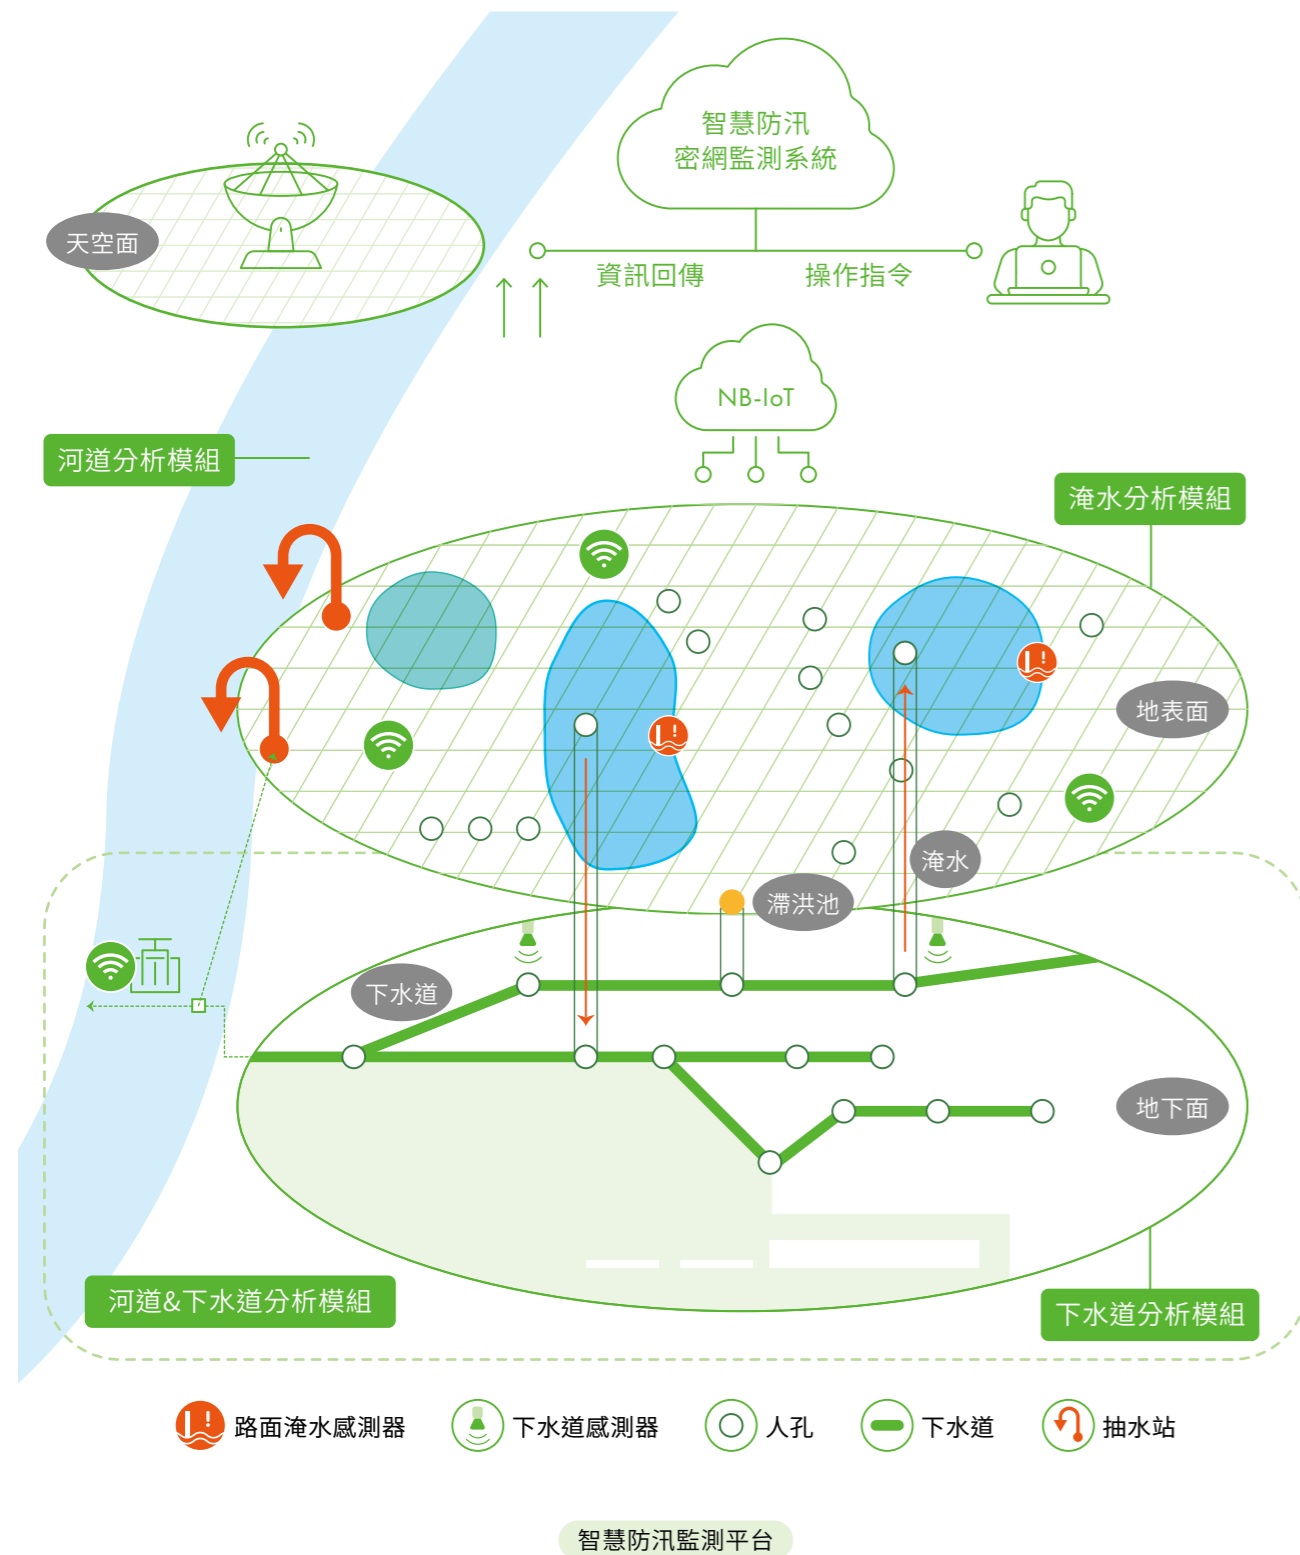 智慧防汛
密網監測系統
天空面
資訊回傳
操作指令
NB-IoT
河道分析模組
淹水分析模組
地表面
淹水
滯洪池
下水道
地下面
河道&下水道分析模組
下水道分析模組
路面淹水感測器
下水道感測器
人孔
下水道
抽水站
智慧防汛監測平台